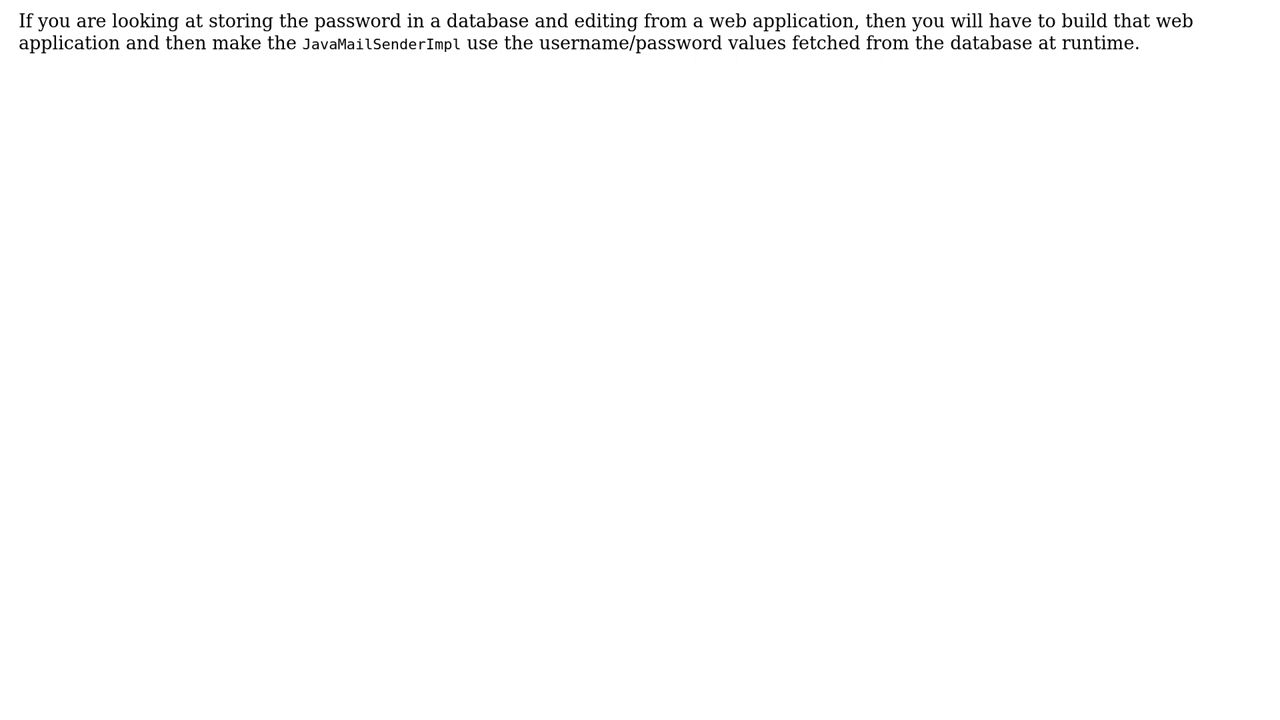 If you are looking at storing the password in a database and editing from a web application, then you will have to build that web
application and then make the JavaMailSenderImpl use the username/password values fetched from the database at runtime.